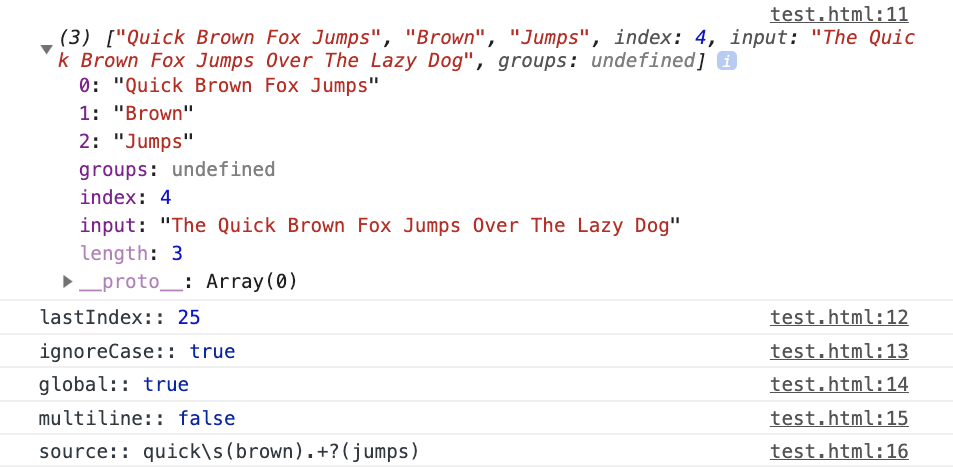 test.html:11
(3) ["Quick Brown Fox Jumps", "Brown", "Jumps", index: 4, input: "The Quic
k Brown Fox Jumps Over The Lazy Dog", groups: undefined] i
0: "Quick Brown Fox Jumps"
1: "Brown"
2: "Jumps"
groups: undefined
index: 4
input: "The Quick Brown Fox Jumps Over The Lazy Dog"
length: 3
__proto__: Array(0)
lastIndex:: 25 test.html:12
ignoreCase:: true test.html:13
global:: true test.html:14
multiline:: false test.html:15
source:: quick\s(brown).+?(jumps) test.html:16